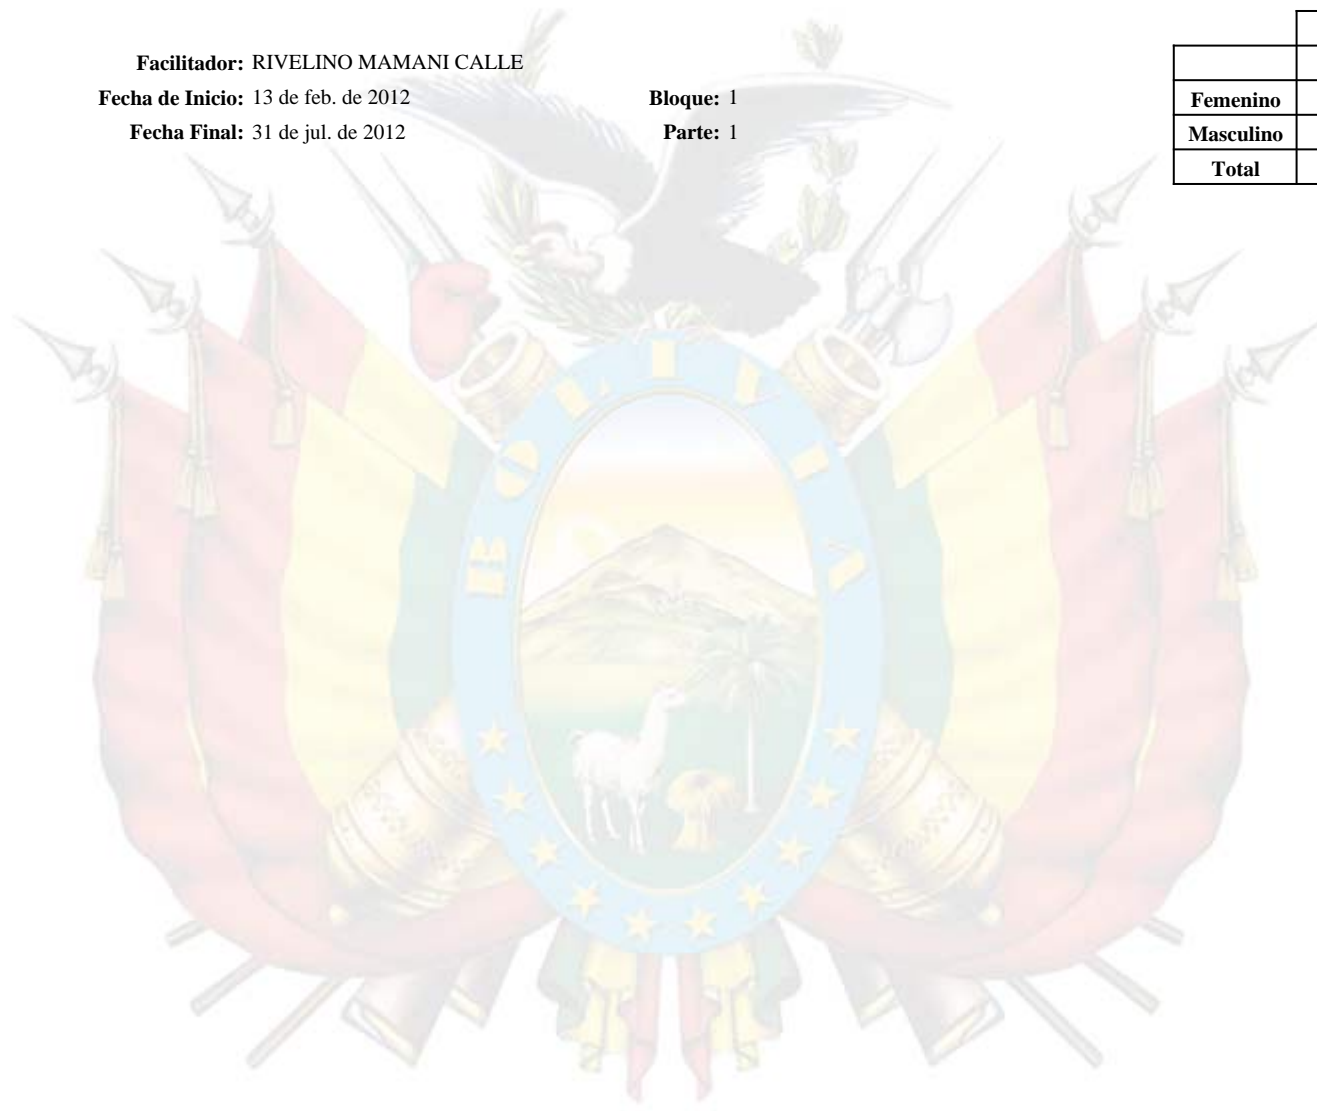 Facilitador: RIVELINO MAMANI CALLE
Fecha de Inicio: 13 de feb. de 2012 Bloque: 1
Fecha Final: 31 de jul. de 2012 Parte: 1
Femenino
Masculino
Total
BOLIVIA